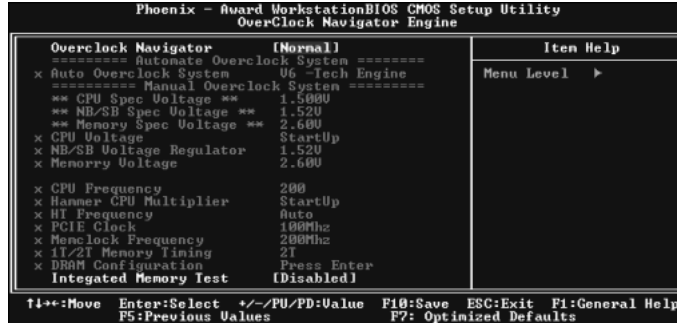 Phoenix - Award WorkstationBIOS CMOS Setup Utility
OverClock Navigator Engine
Overclock Navigator [Normal]
========= Automate Overclock System ========
x Auto Overclock System V6 -Tech Engine
========== Manual Overclock System =========
** CPU Spec Voltage ** 1.500V
** NB/SB Spec Voltage ** 1.52V
** Memory Spec Voltage ** 2.60V
x CPU Voltage StartUp
x NB/SB Voltage Regulator 1.52V
x Memorry Voltage 2.60V
x CPU Frequency 200
x Hammer CPU Multiplier StartUp
x HT Frequency Auto
x PCIE Clock 100Mhz
x Memclock Frequency 200Mhz
x 1T/2T Memory Timing 2T
x DRAM Configuration Press Enter
Integated Memory Test [Disabled]
Item Help
Menu Level ▶
↑↓→←:Move Enter:Select +/-/PU/PD:Value F10:Save ESC:Exit F1:General Help
F5:Previous Values F7: Optimized Defaults